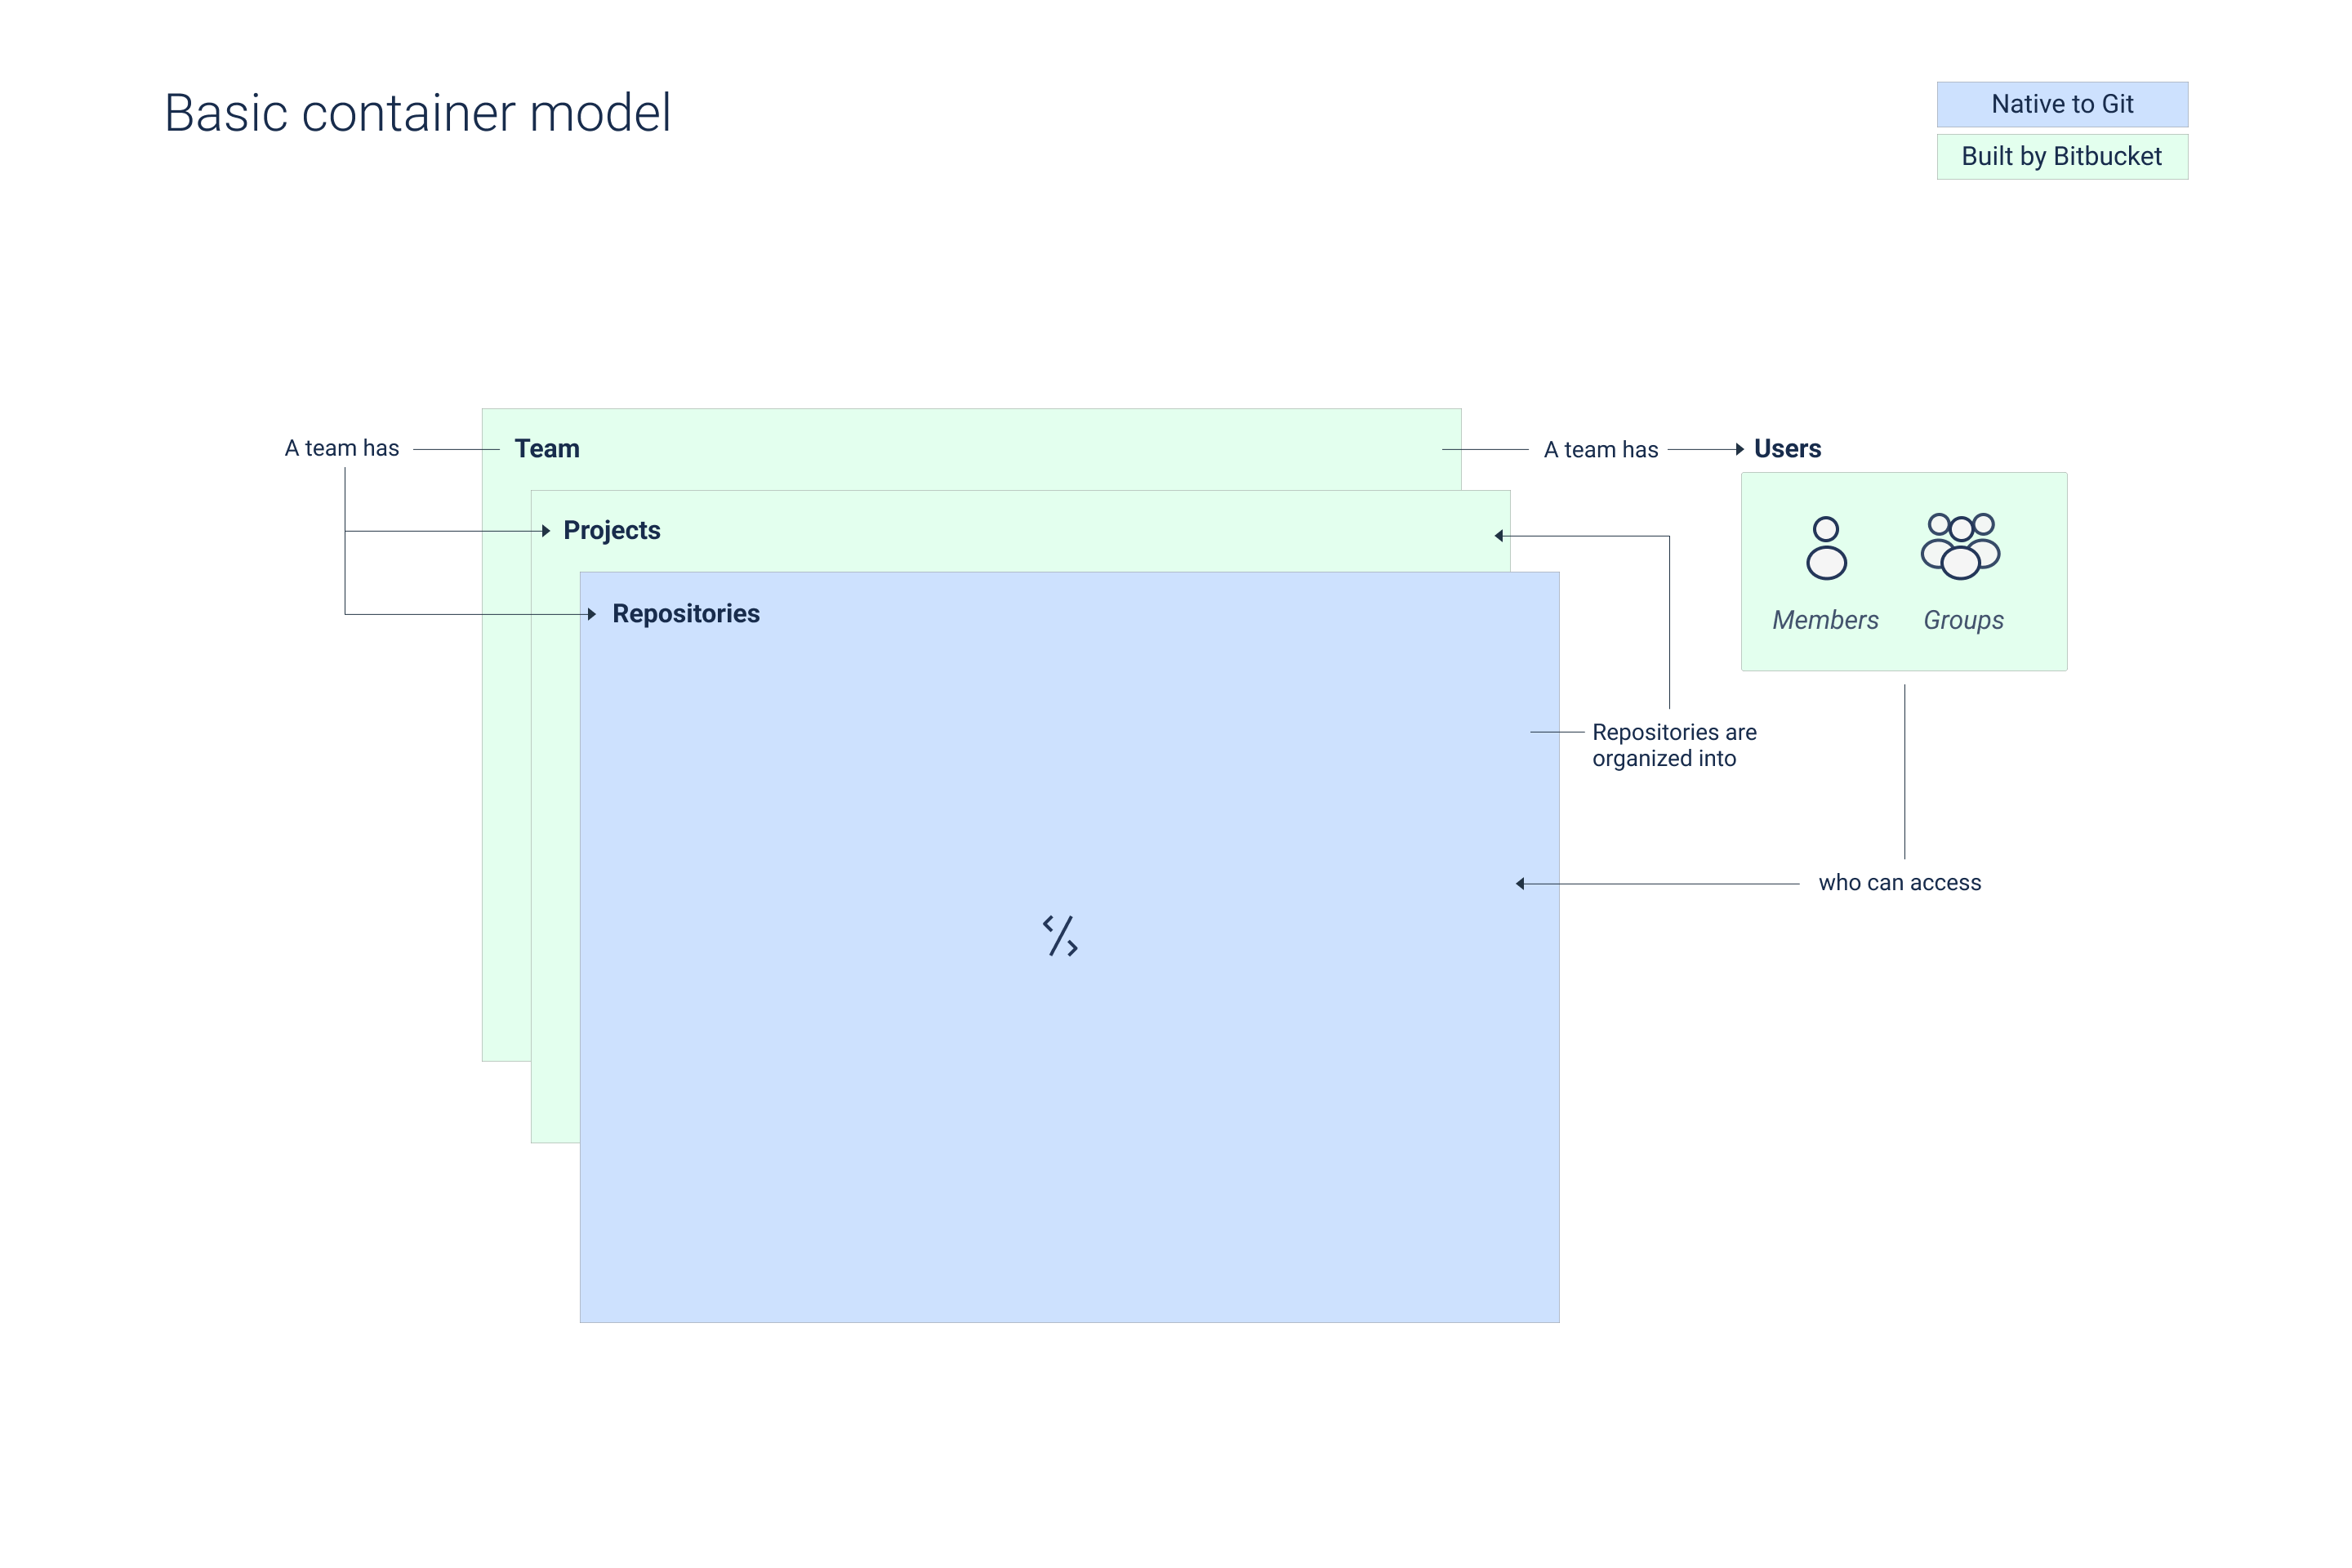 Basic container model
Native to Git
Built by Bitbucket
A team has
Team
A team has
Users
Projects
Members
Groups
Repositories
Repositories are
organized into
who can access